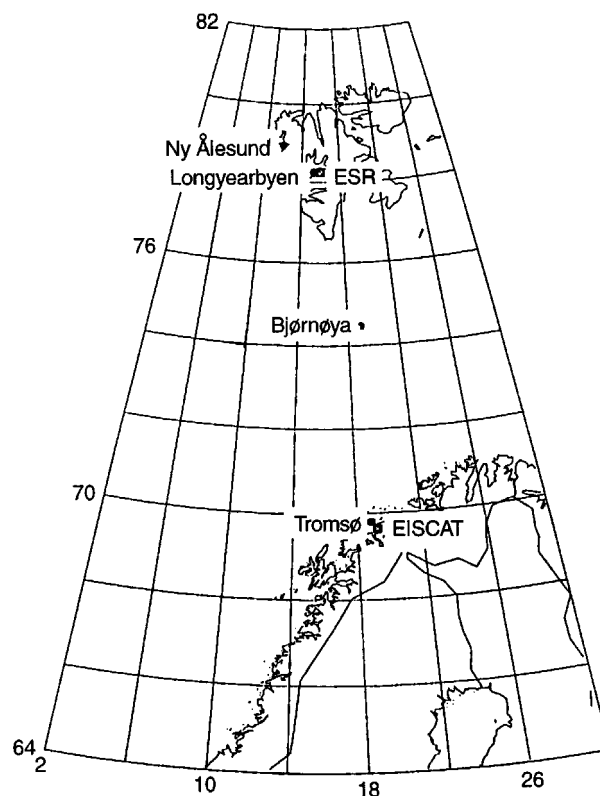 82
Ny Ålesund
Longyearbyen ESR
76
Bjørnøya
70
Tromsø EISCAT
64
2 10 18 26